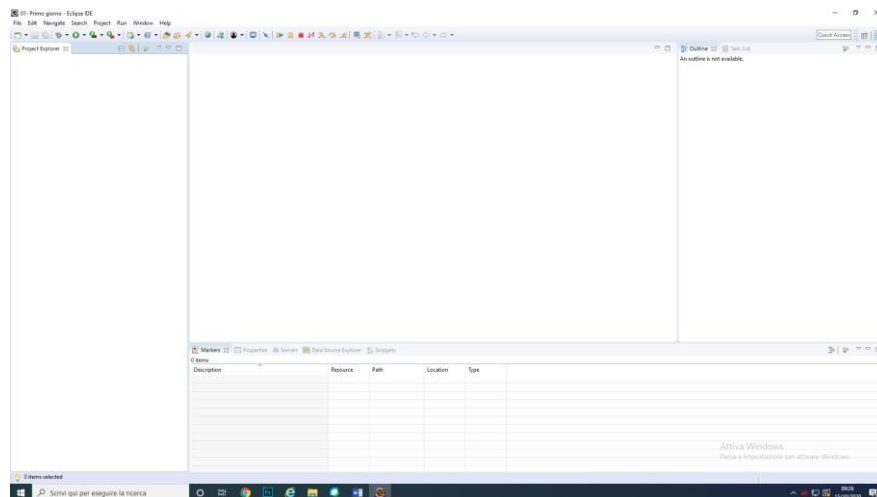 01- Primo giorno - Eclipse IDE
File Edit Navigate Search Project Run Window Help
Quick Access
Project Explorer
Outline Task List
An outline is not available.
Markers Properties Servers Data Source Explorer Snippets
0 items
Description Resource Path Location Type
Attiva Windows
Passa a Impostazioni per attivare Windows.
0 items selected
Scrivi qui per eseguire la ricerca
09:28
15/10/2020